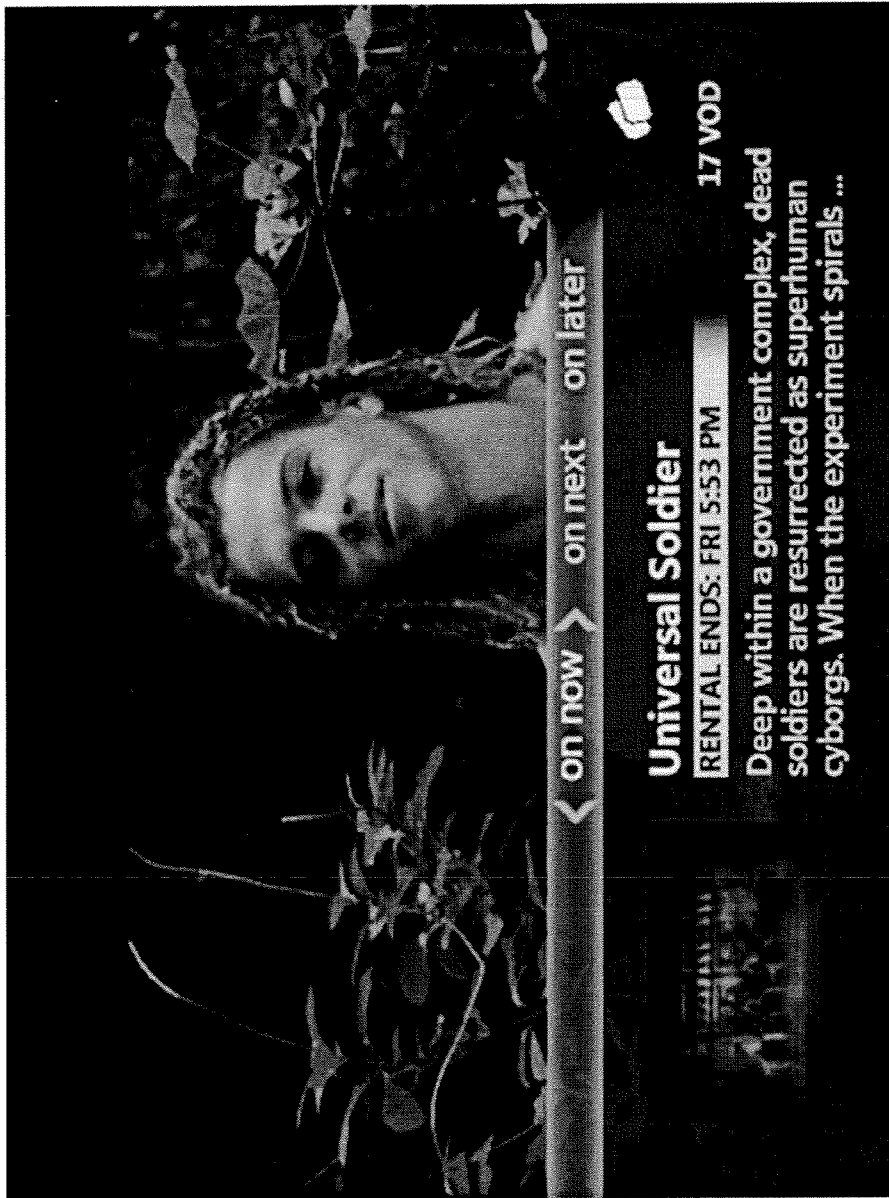 on now on next on later
Universal Soldier
RENTAL ENDS: FRI 5:53 PM 17 VOD
Deep within a government complex, dead
soldiers are resurrected as superhuman
cyborgs. When the experiment spirals ...